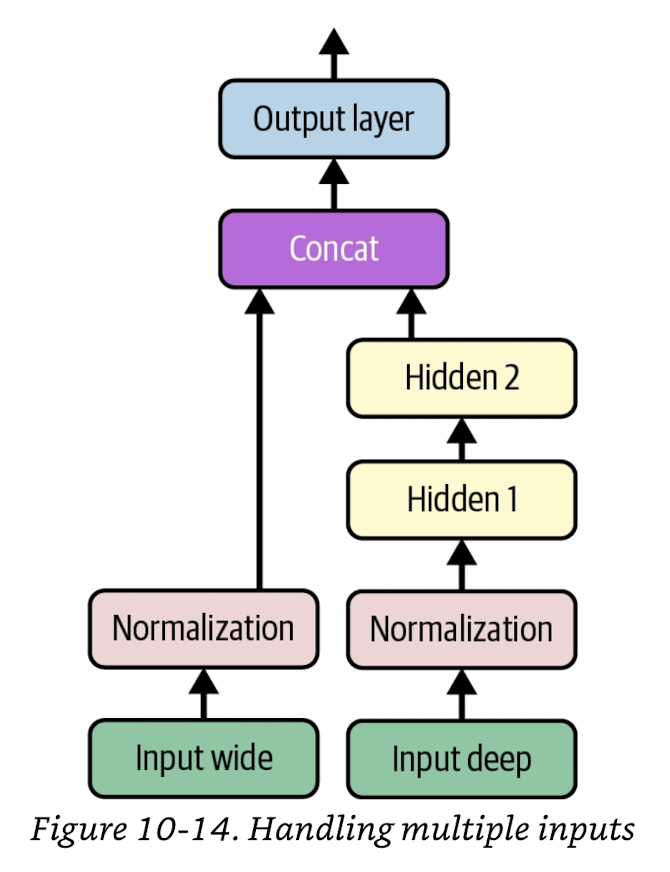 Output layer
Concat
Hidden 2
Hidden 1
Normalization
Normalization
Input wide
Input deep
Figure 10-14. Handling multiple inputs